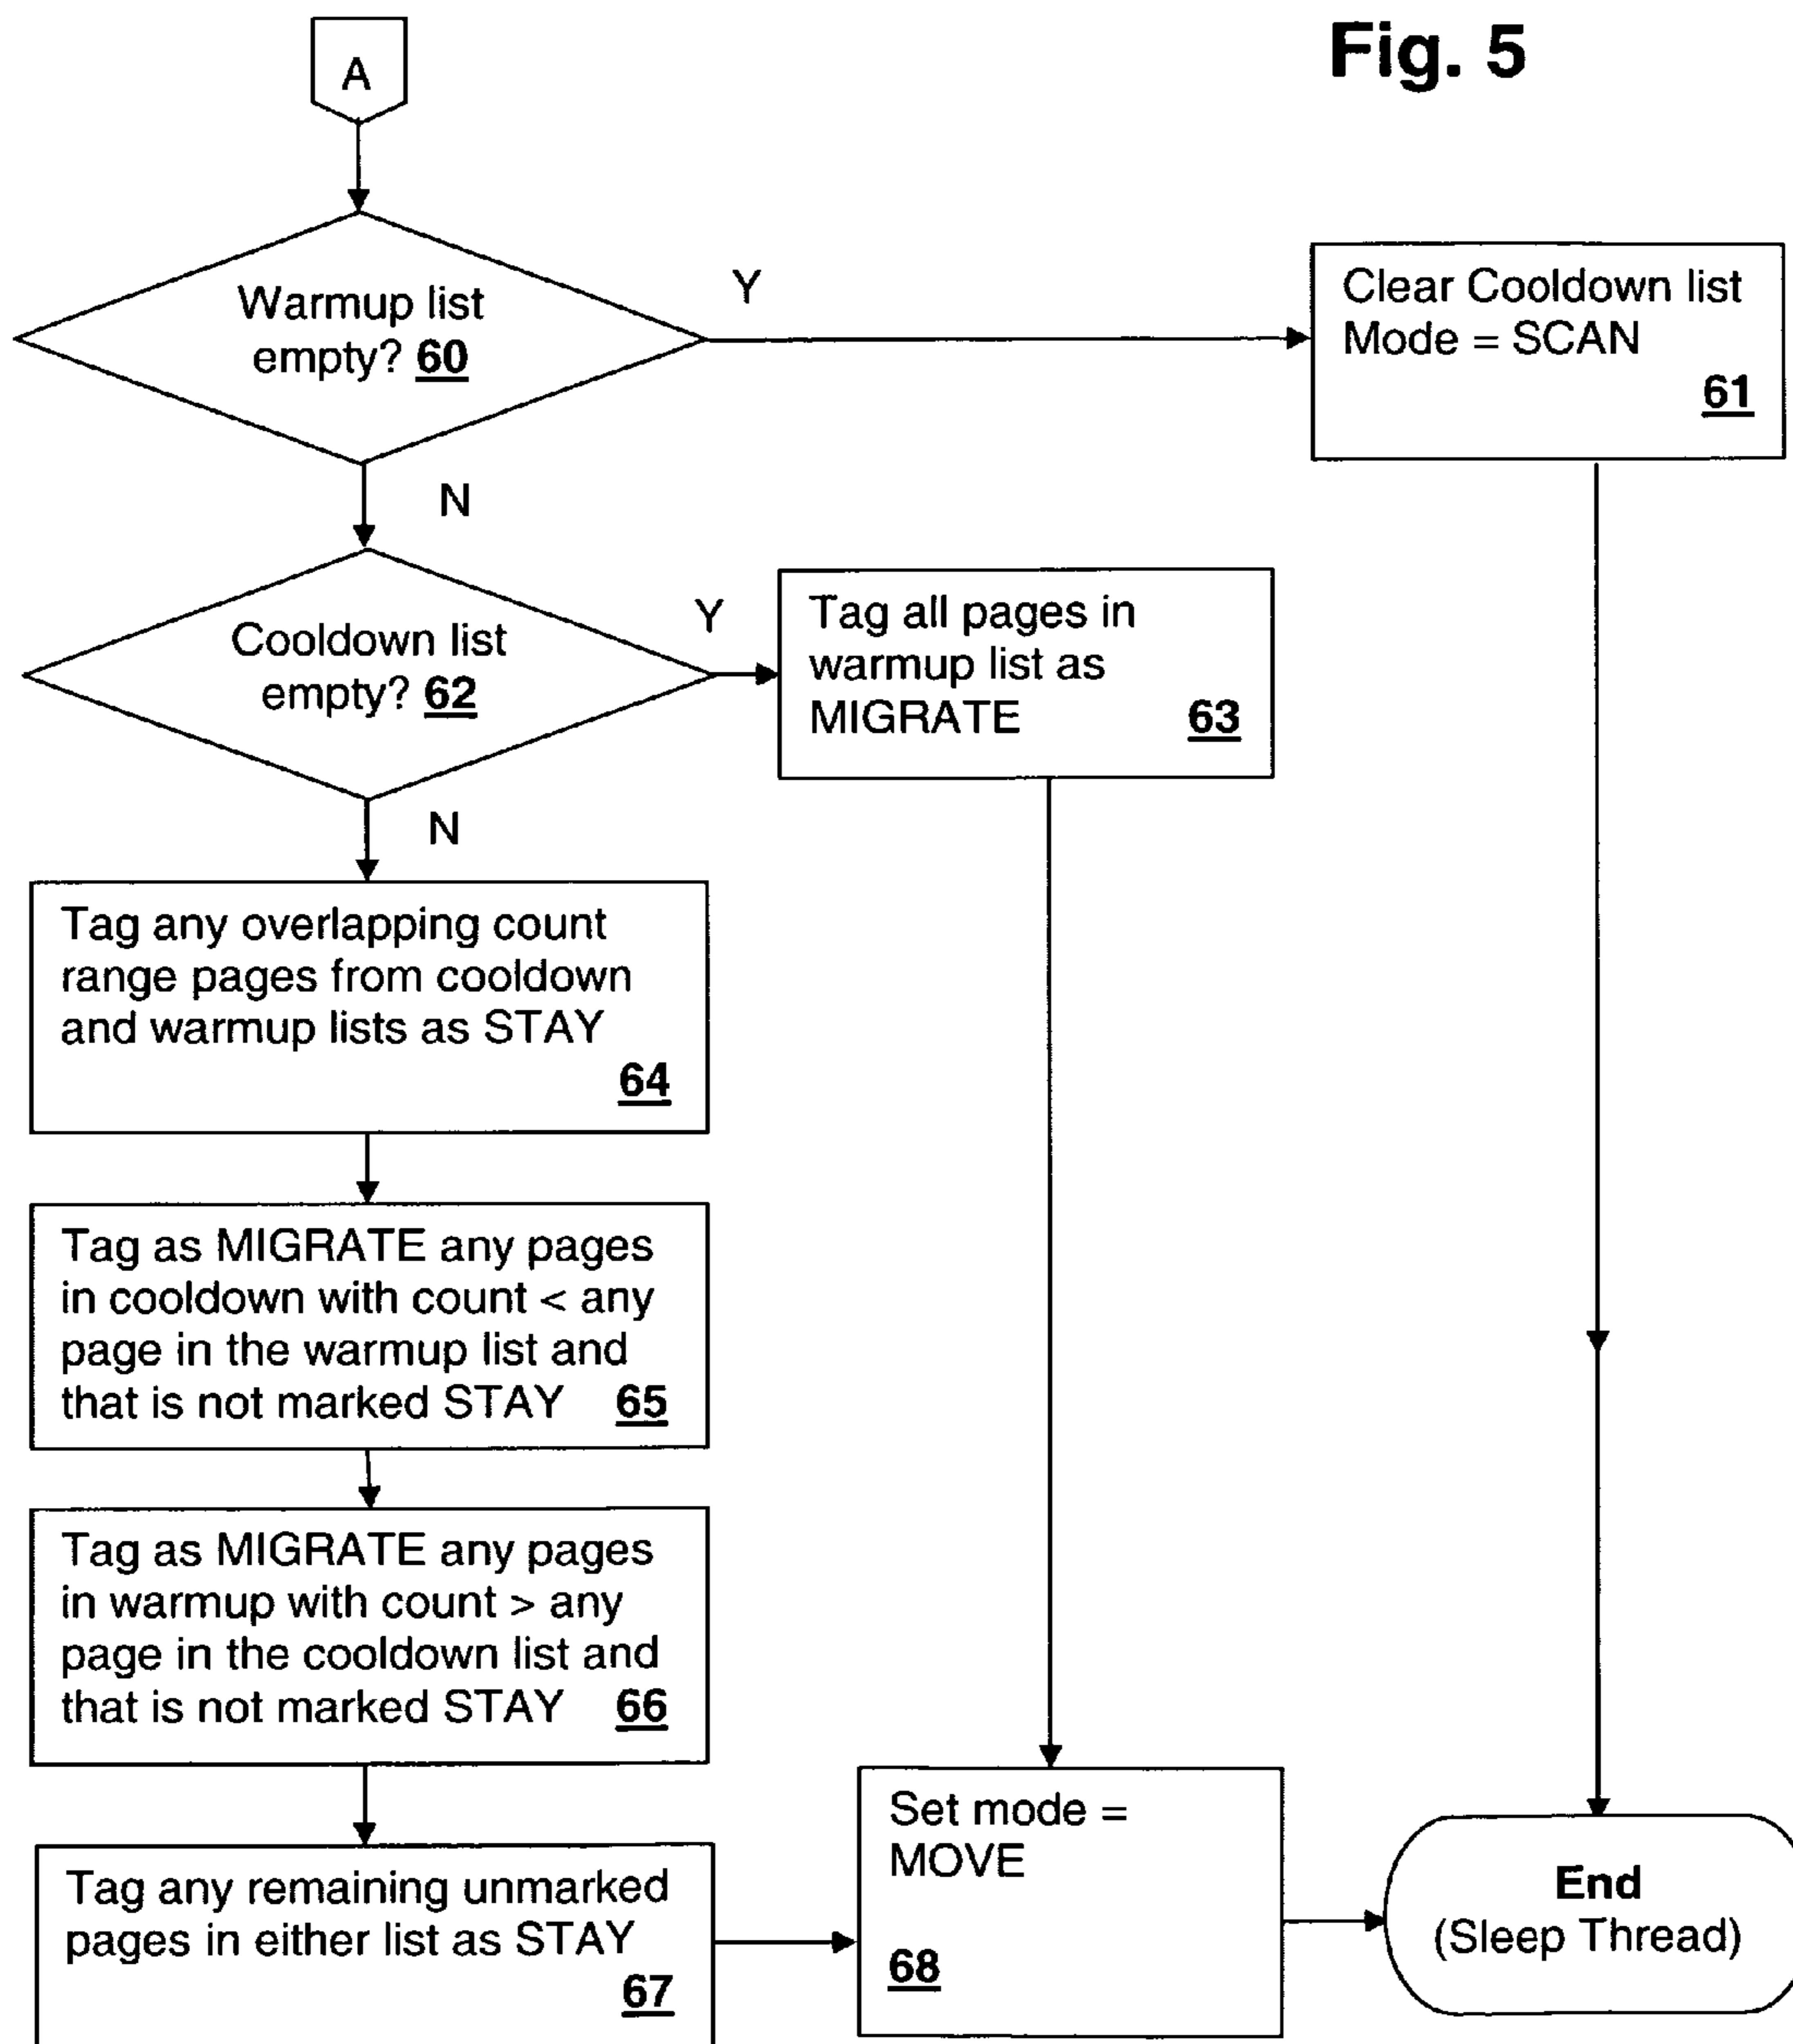 Fig. 5
A
Warmup list
empty? 60
Y
Clear Cooldown list
Mode = SCAN
61
N
Cooldown list
empty? 62
Y
Tag all pages in
warmup list as
MIGRATE 63
N
Tag any overlapping count
range pages from cooldown
and warmup lists as STAY
64
Tag as MIGRATE any pages
in cooldown with count < any
page in the warmup list and
that is not marked STAY 65
Tag as MIGRATE any pages
in warmup with count > any
page in the cooldown list and
that is not marked STAY 66
Tag any remaining unmarked
pages in either list as STAY
67
Set mode =
MOVE
68
End
(Sleep Thread)